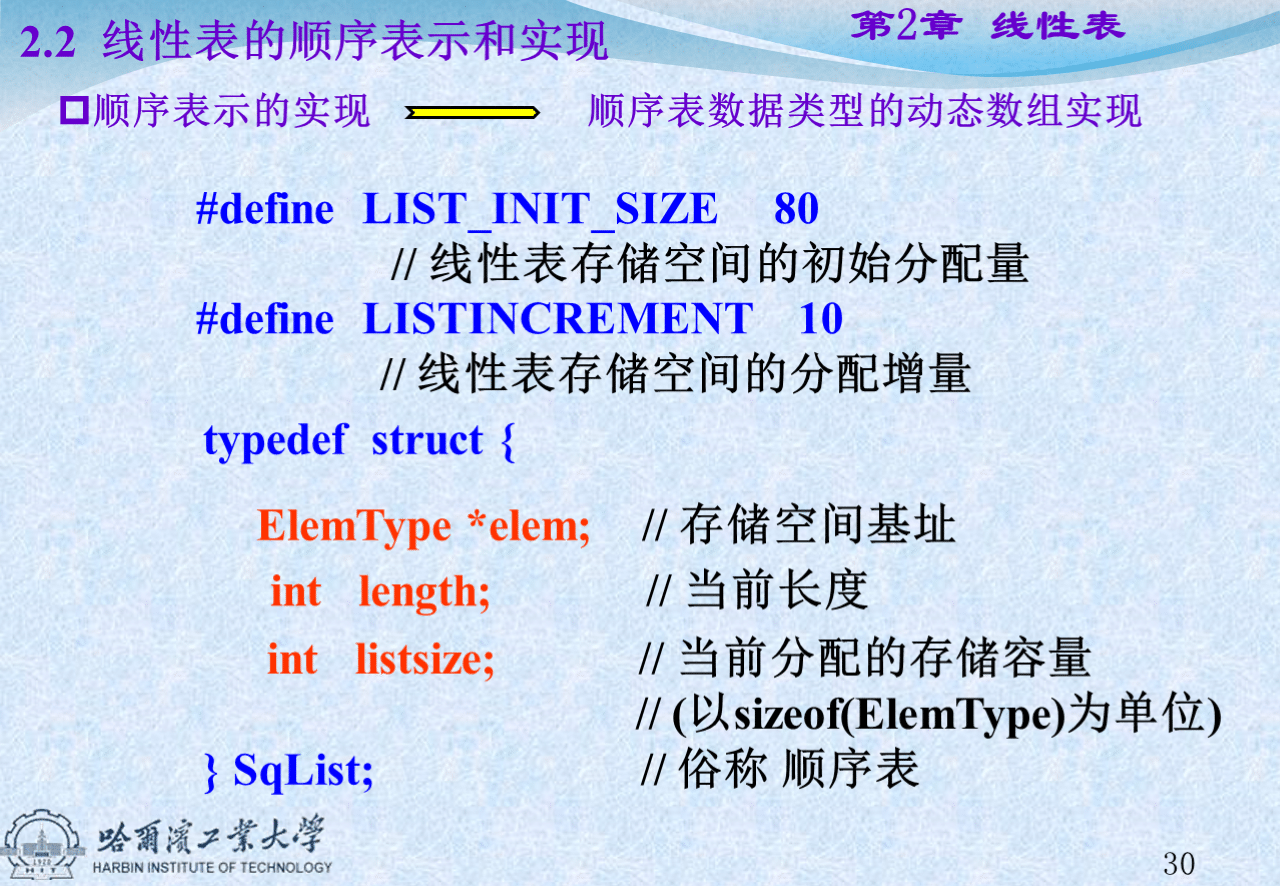 2.2 线性表的顺序表示和实现
第2章 线性表
顺序表示的实现 顺序表数据类型的动态数组实现
#define LIST_INIT_SIZE 80
// 线性表存储空间的初始分配量
#define LISTINCREMENT 10
// 线性表存储空间的分配增量
typedef struct {
ElemType *elem; // 存储空间基址
int length; // 当前长度
int listsize; // 当前分配的存储容量
// (以sizeof(ElemType)为单位)
} SqList; // 俗称 顺序表
哈爾濱工業大學
HARBIN INSTITUTE OF TECHNOLOGY
1920
HIT
30